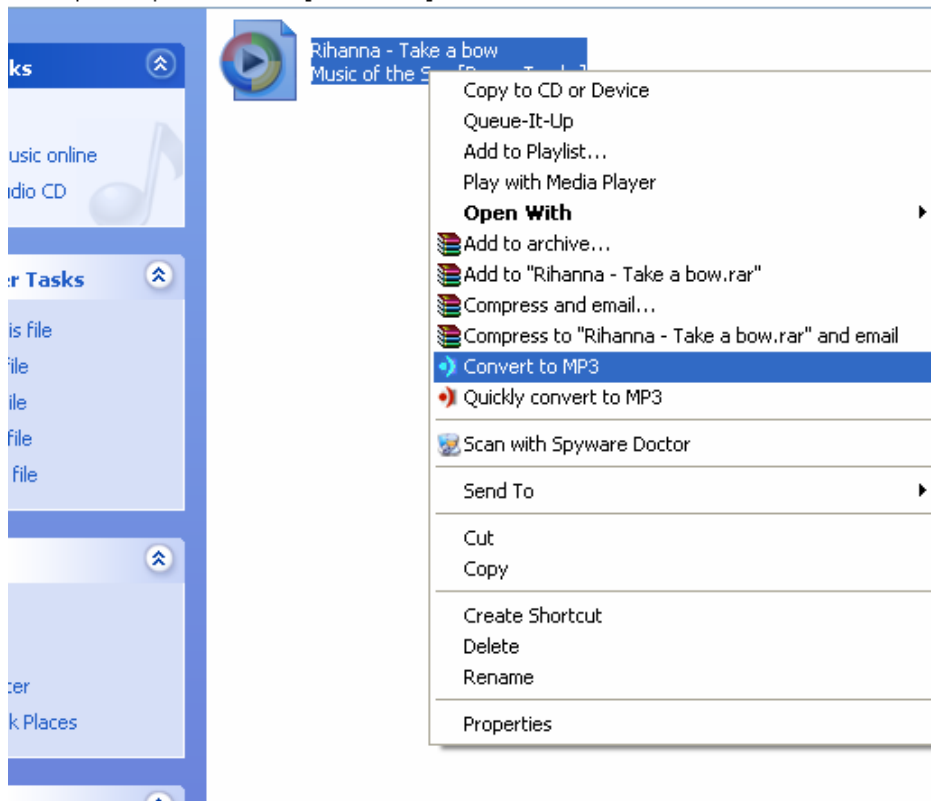 ks
usic online
udio CD
er Tasks
is file
file
ile
file
file
cer
k Places
Rihanna - Take a bow
Music of the
Copy to CD or Device
Queue-It-Up
Add to Playlist...
Play with Media Player
Open With
Add to archive...
Add to "Rihanna - Take a bow.rar"
Compress and email...
Compress to "Rihanna - Take a bow.rar" and email
Convert to MP3
Quickly convert to MP3
Scan with Spyware Doctor
Send To
Cut
Copy
Create Shortcut
Delete
Rename
Properties